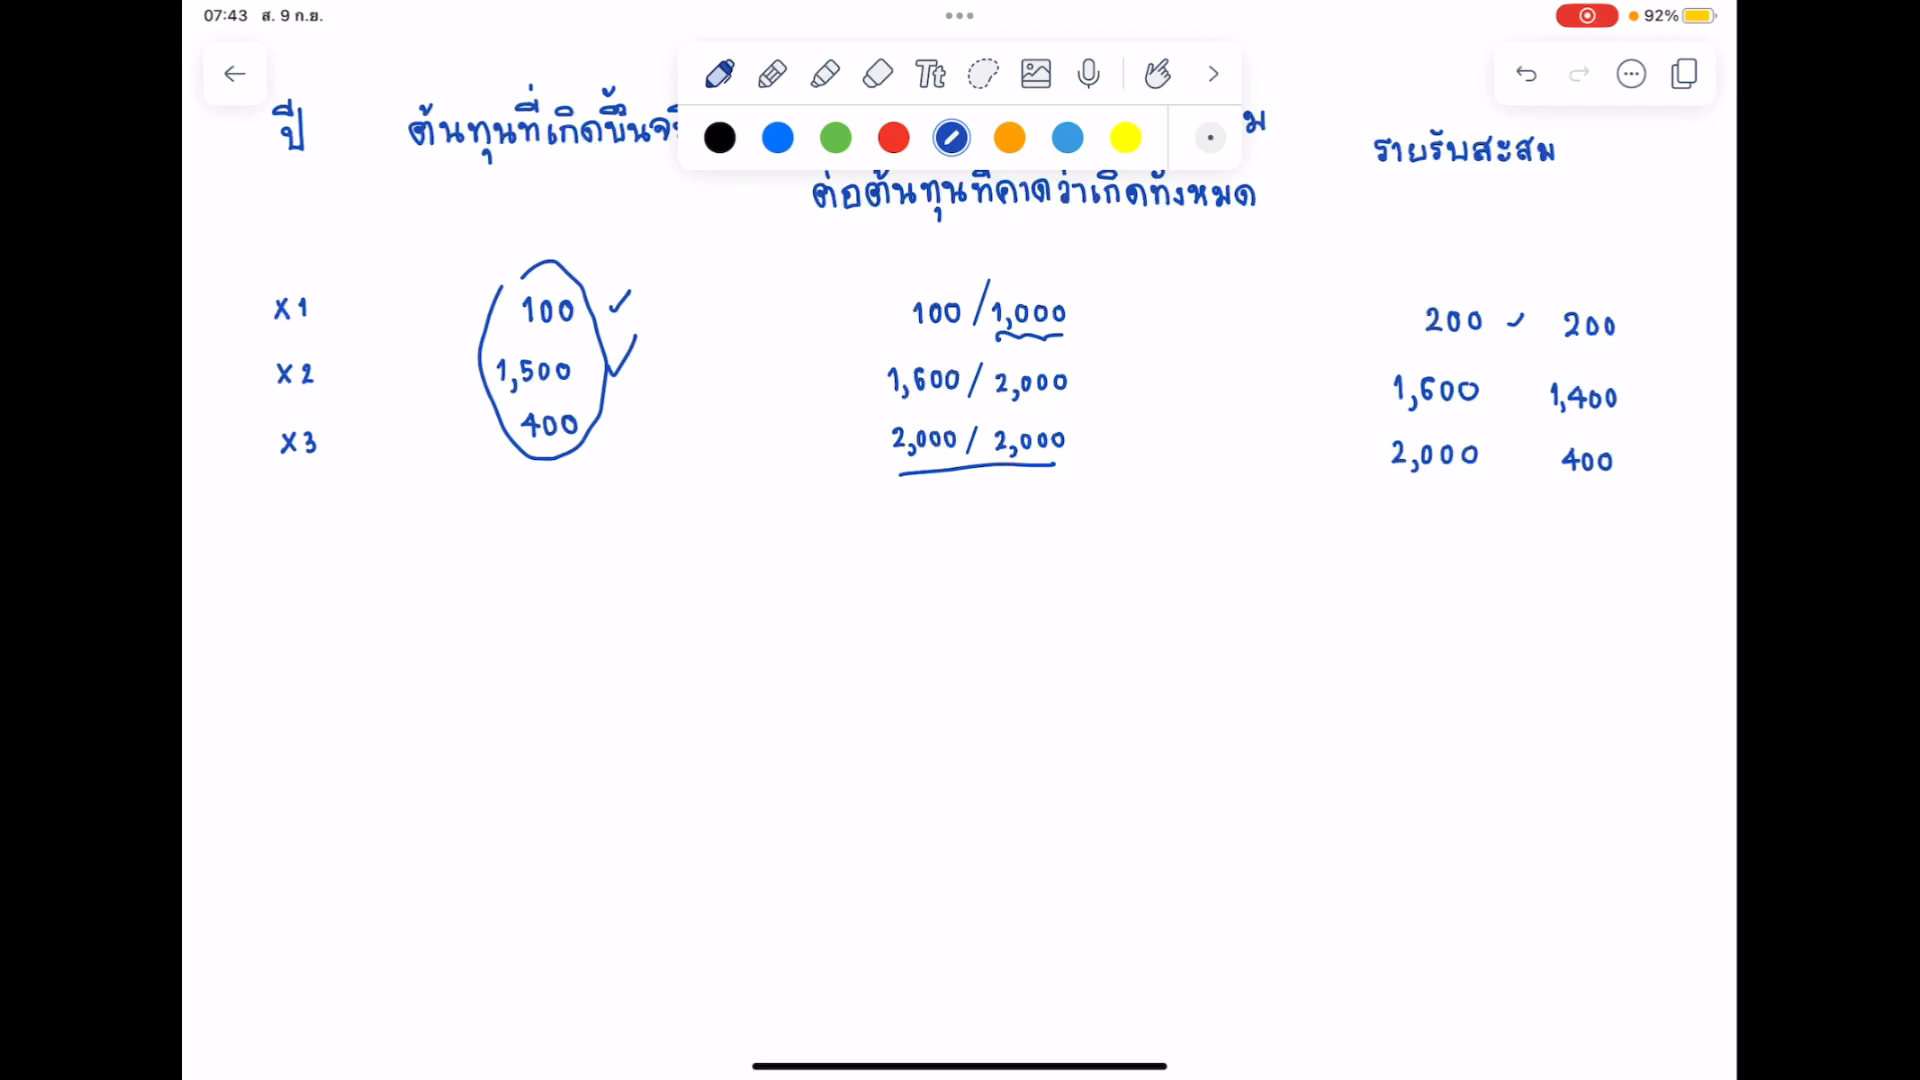 07:43 ส. 9 ก.ย.
92%
Tt
ปี ต้นทุนที่เกิดขึ้น ม รายรับสะสม
ต่อต้นทุนที่คาดว่าเกิดทั้งหมด
X1 100 100 / 1,000 200 200
X2 1,500 1,600 / 2,000 1,600 1,400
X3 400 2,000 / 2,000 2,000 400